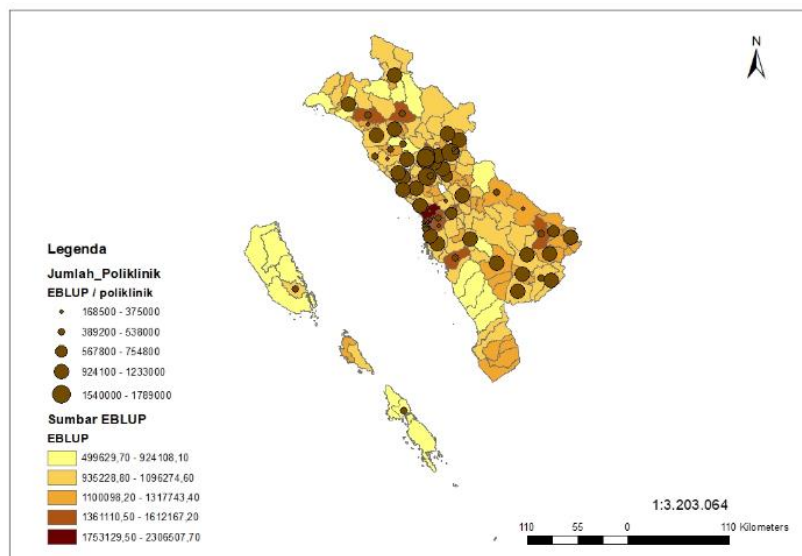 N
Legenda
Jumlah_Poliklinik
EBLUP / poliklinik
168500 - 375000
389200 - 538000
567800 - 754800
924100 - 1233000
1540000 - 1789000
Sumbar EBLUP
EBLUP
499629,70 - 924108,10
935228,80 - 1096274,60
1100098,20 - 1317743,40
1361110,50 - 1612167,20
1753129,50 - 2306507,70
1:3.203.064
110 55 0 110 Kilometers